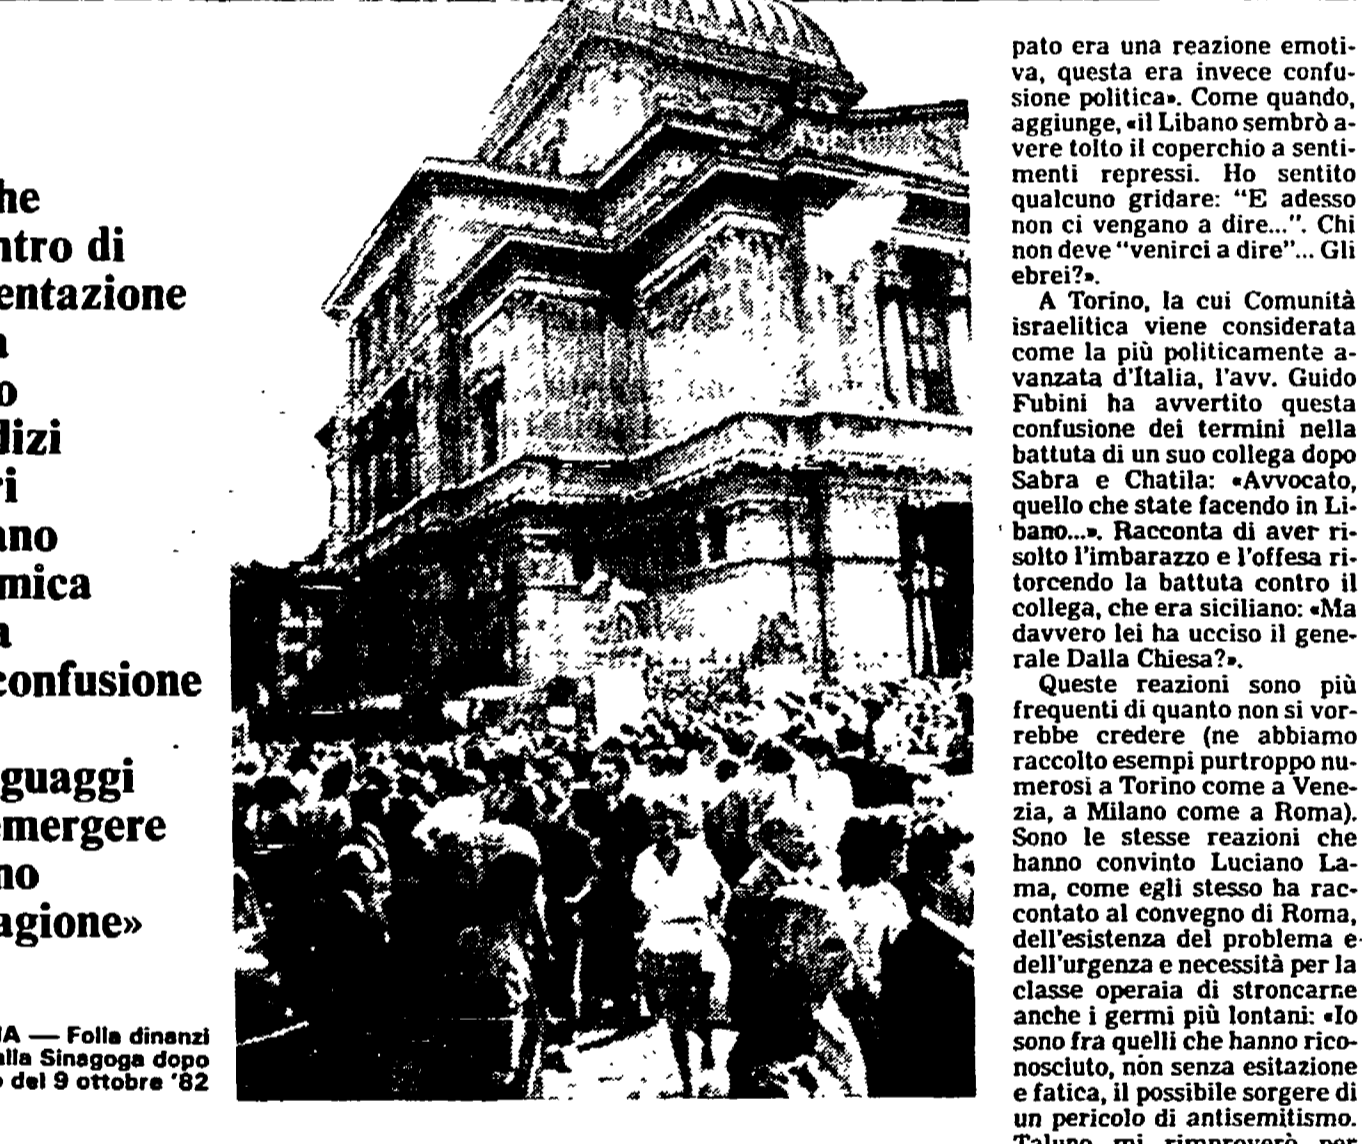 he
ntro di
entazione
a
o
dizi
ri
ano
mica
a
confusione
guaggi
emergere
no
agione»
IA — Folla dinanzi
alla Sinagoga dopo
o del 9 ottobre '82
pato era una reazione emoti-
va, questa era invece confu-
sione politica». Come quando,
aggiunge, «il Libano sembrò a-
vere tolto il coperchio a senti-
menti repressi. Ho sentito
qualcuno gridare: “E adesso
non ci vengano a dire...”. Chi
non deve “venirci a dire”... Gli
ebrei?».
A Torino, la cui Comunità
israelitica viene considerata
come la più politicamente a-
vanzata d'Italia, l'avv. Guido
Fubini ha avvertito questa
confusione dei termini nella
battuta di un suo collega dopo
Sabra e Chatila: «Avvocato,
quello che state facendo in Li-
bano...». Racconta di aver ri-
solto l'imbarazzo e l'offesa ri-
torcendo la battuta contro il
collega, che era siciliano: «Ma
davvero lei ha ucciso il gene-
rale Dalla Chiesa?».
Queste reazioni sono più
frequenti di quanto non si vor-
rebbe credere (ne abbiamo
raccolto esempi purtroppo nu-
merosi a Torino come a Vene-
zia, a Milano come a Roma).
Sono le stesse reazioni che
hanno convinto Luciano La-
ma, come egli stesso ha rac-
contato al convegno di Roma,
dell'esistenza del problema e
dell'urgenza e necessità per la
classe operaia di stroncarne
anche i germi più lontani: «Io
sono fra quelli che hanno rico-
nosciuto, non senza esitazione
e fatica, il possibile sorgere di
un pericolo di antisemitismo.
Taluno mi rimproverò per